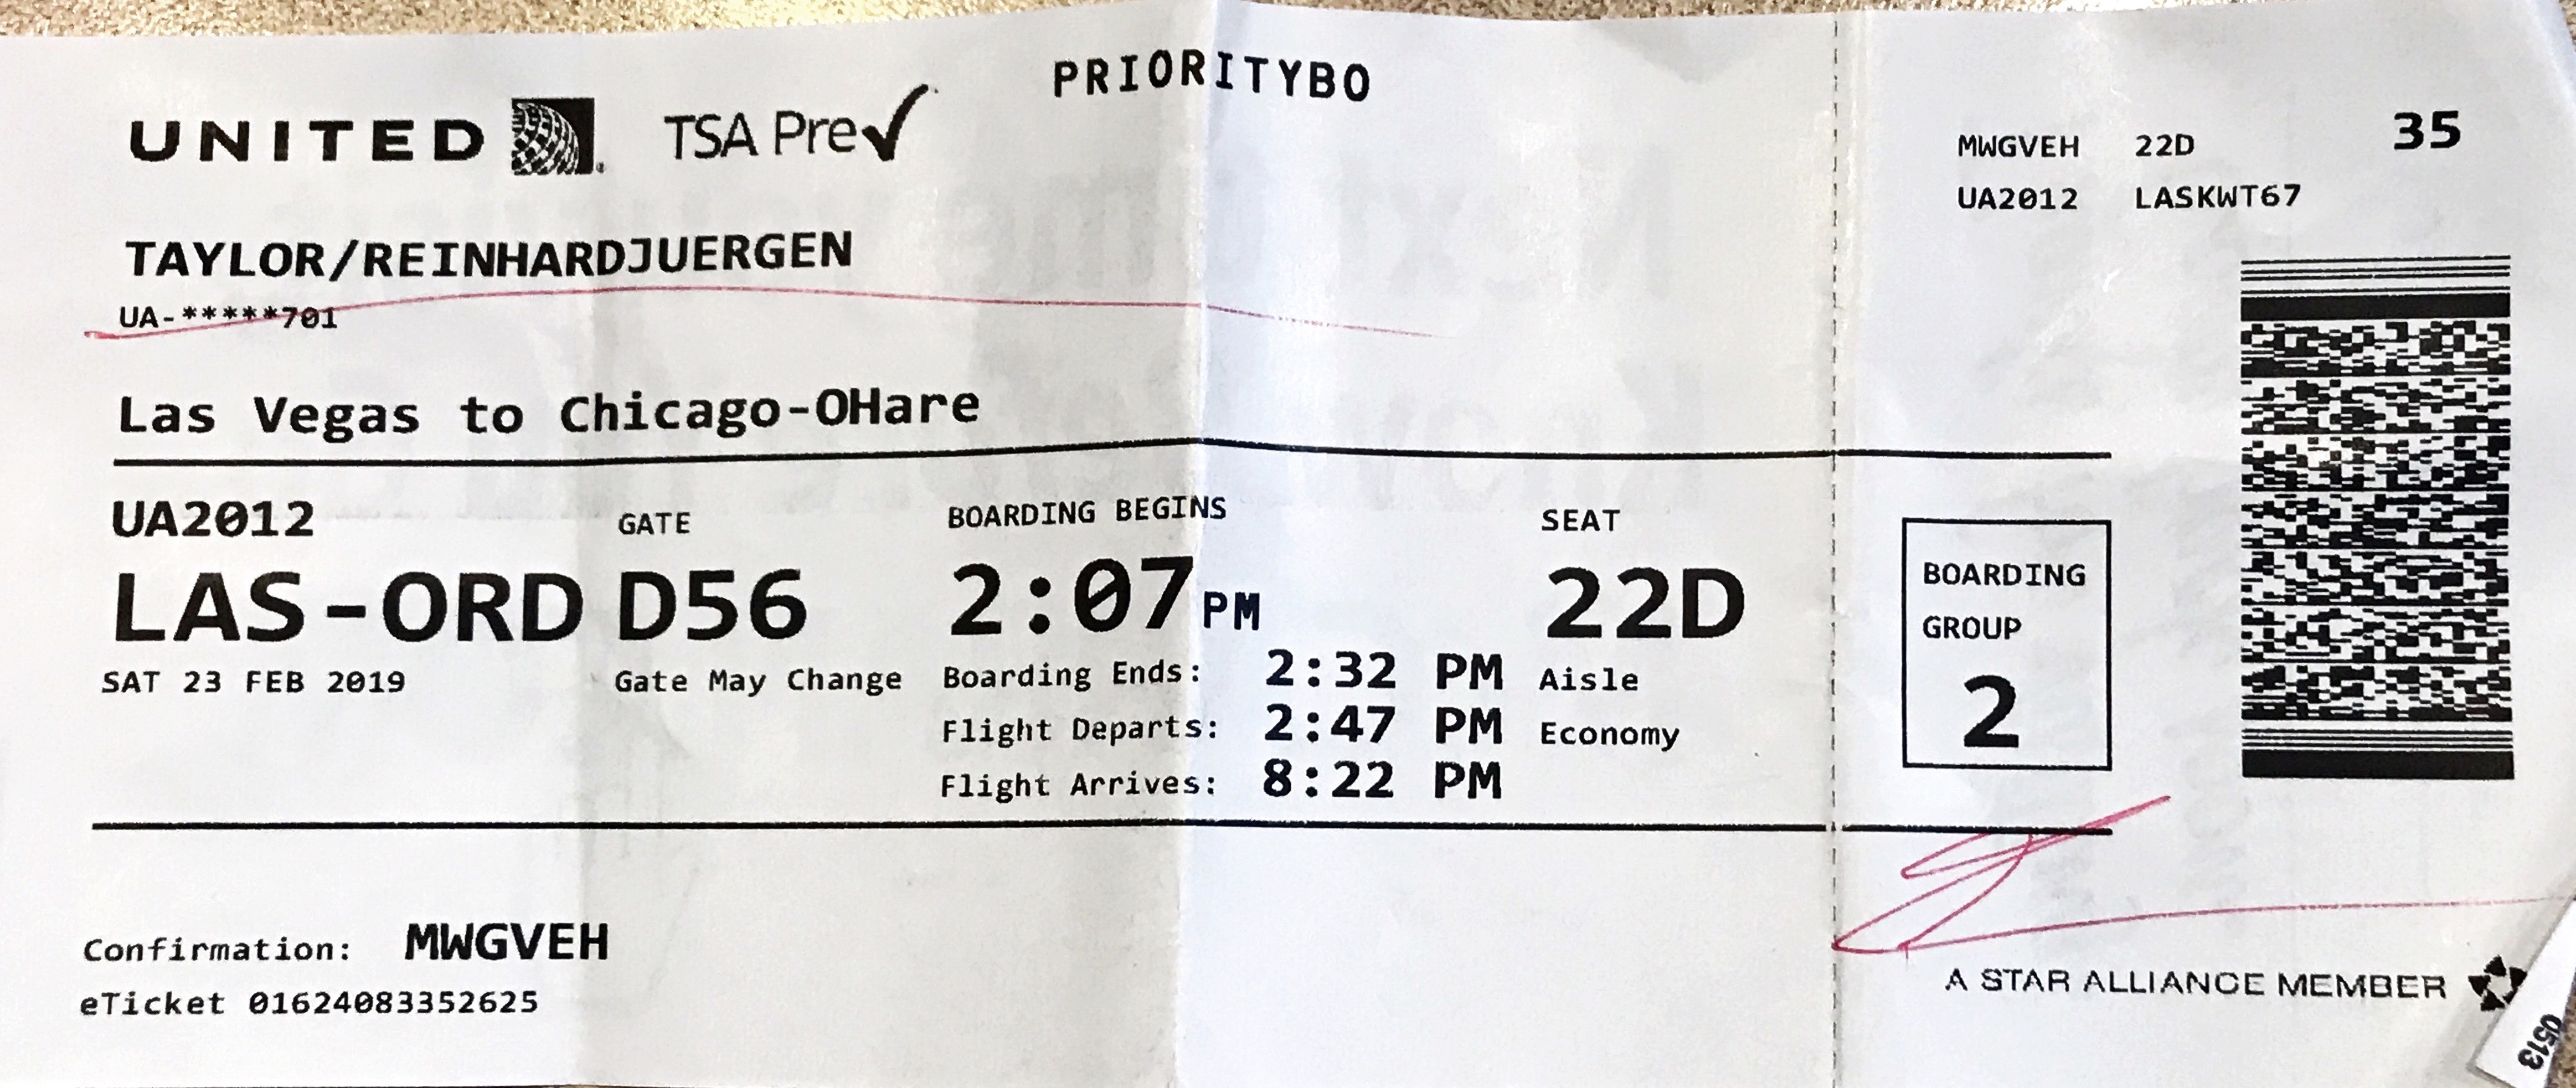 PRIORITYBO
UNITED TSA Pre✓
TAYLOR/REINHARDJUERGEN
UA-*****701
Las Vegas to Chicago-OHare
UA2012
LAS-ORD
SAT 23 FEB 2019
GATE
D56
Gate May Change
BOARDING BEGINS
2:07 PM
Boarding Ends: 2:32 PM
Flight Departs: 2:47 PM
Flight Arrives: 8:22 PM
SEAT
22D
Aisle
Economy
Confirmation: MWGVEH
eTicket 01624083352625
MWGVEH 22D 35
UA2012 LASKWT67
BOARDING
GROUP
2
A STAR ALLIANCE MEMBER
0513